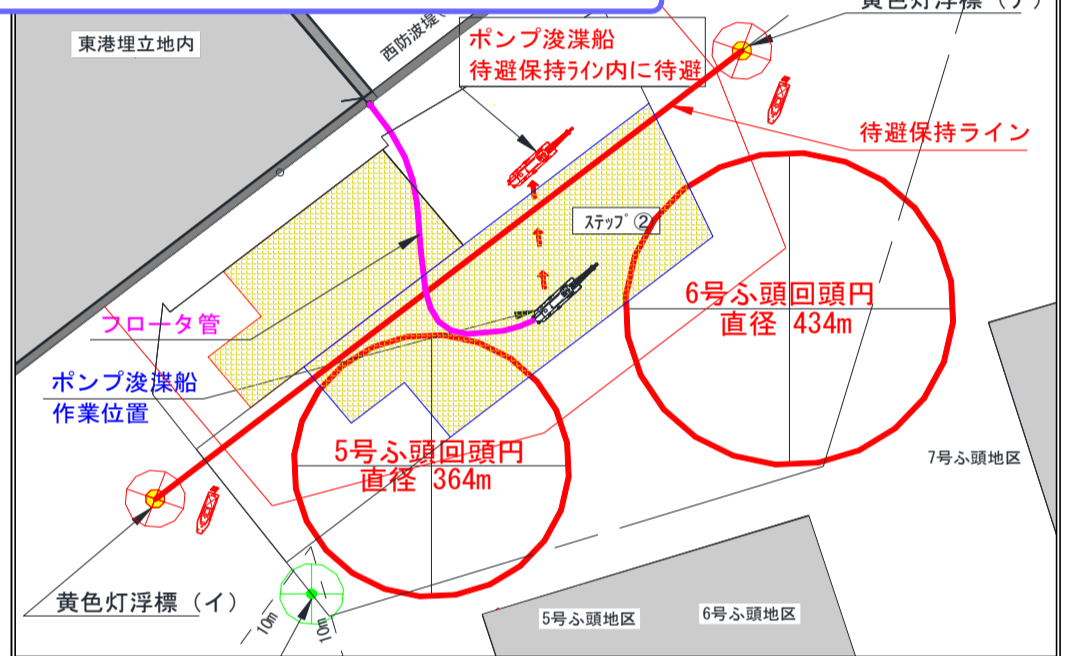 黄色灯浮標（ア）
東港埋立地内
西防波堤
ポンプ浚渫船
待避保持ライン内に待避
待避保持ライン
ステップ②
6号ふ頭回頭円
直径 434m
フロータ管
ポンプ浚渫船
作業位置
5号ふ頭回頭円
直径 364m
7号ふ頭地区
黄色灯浮標（イ）
10m
10m
5号ふ頭地区
6号ふ頭地区